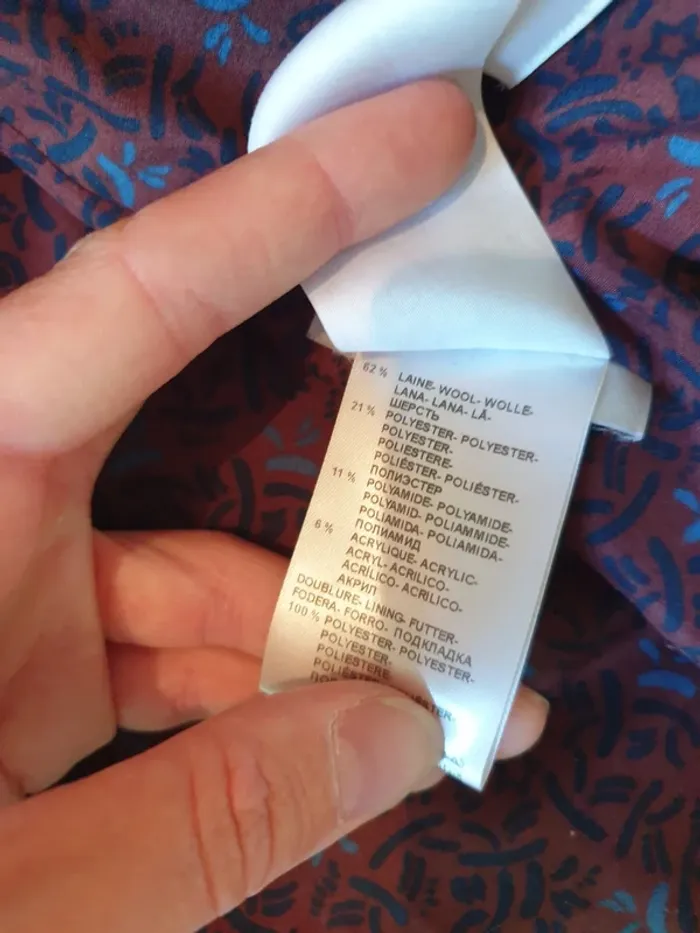 62 % LAINE- WOOL- WOLLE-
LANA- LANA- LÃ-
ШЕРСТЬ
21 % POLYESTER- POLYESTER-
POLYESTER-
POLIESTERE-
POLIÉSTER- POLIÉSTER-
ПОЛИЭСТЕР
11 % POLYAMIDE- POLYAMIDE-
POLYAMID- POLIAMMIDE-
POLIAMIDA- POLIAMIDA-
ПОЛИАМИД
6 % ACRYLIQUE- ACRYLIC-
ACRYL- ACRILICO-
ACRÍLICO- ACRÍLICO-
АКРИЛ
DOUBLURE- LINING- FUTTER-
FODERA- FORRO- ПОДКЛАДКА
100 % POLYESTER- POLYESTER-
POLYESTER-
POLIESTERE-